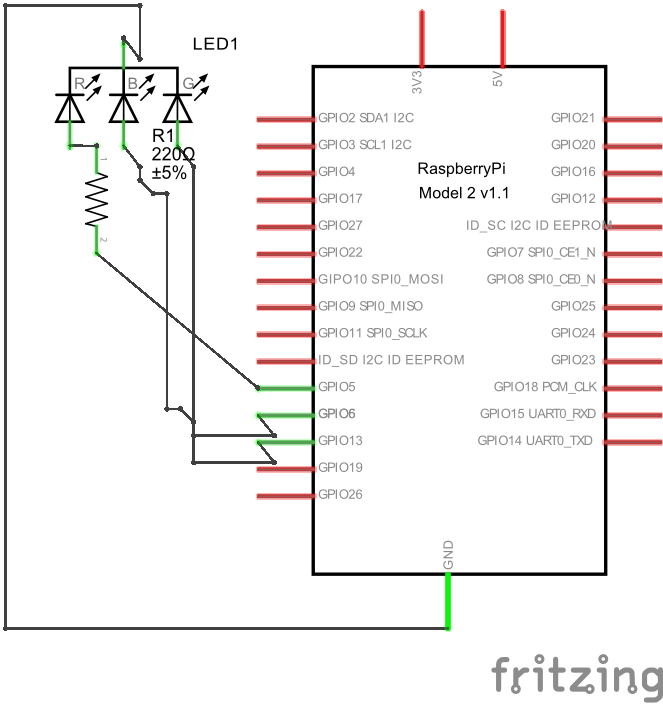 LED1
R
B
G
R1
220Ω
±5%
1
2
3V3
5V
RaspberryPi
Model 2 v1.1
GPIO2 SDA1 I2C
GPIO3 SCL1 I2C
GPIO4
GPIO17
GPIO27
GPIO22
GIPO10 SPI0_MOSI
GPIO9 SPI0_MISO
GPIO11 SPI0_SCLK
ID_SD I2C ID EEPROM
GPIO5
GPIO6
GPIO13
GPIO19
GPIO26
GPIO21
GPIO20
GPIO16
GPIO12
ID_SC I2C ID EEPROM
GPIO7 SPI0_CE1_N
GPIO8 SPI0_CE0_N
GPIO25
GPIO24
GPIO23
GPIO18 PCM_CLK
GPIO15 UART0_RXD
GPIO14 UART0_TXD
GND
fritzing